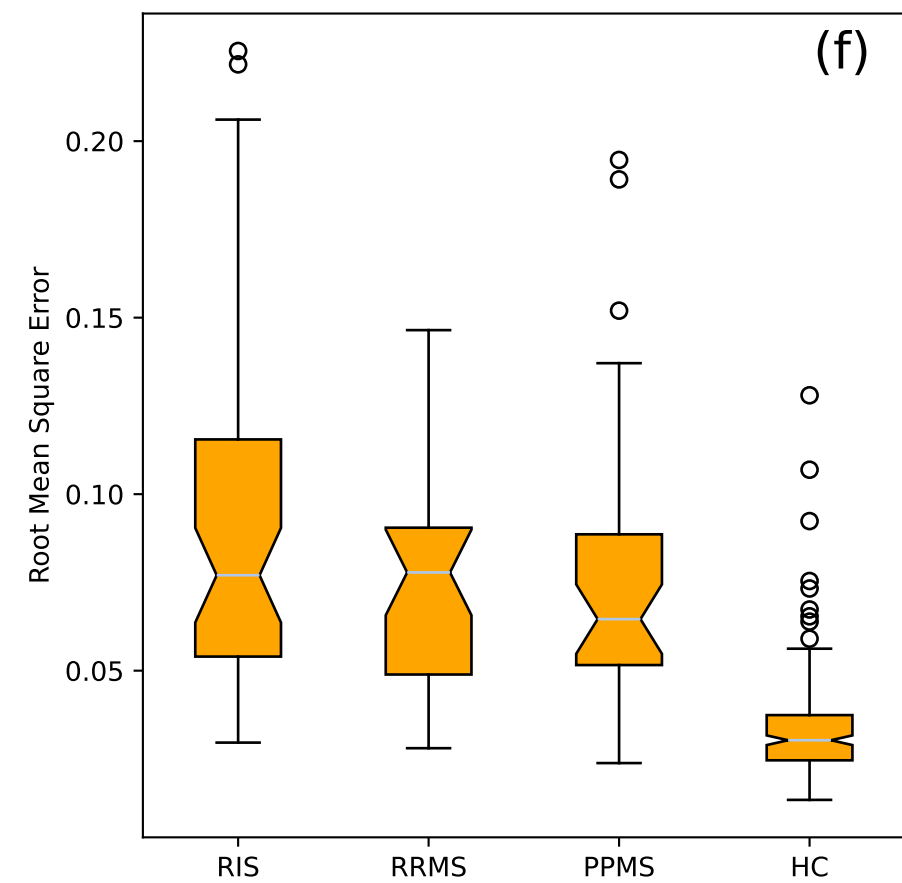 (f)
Root Mean Square Error
0.20
0.15
0.10
0.05
RIS RRMS PPMS HC